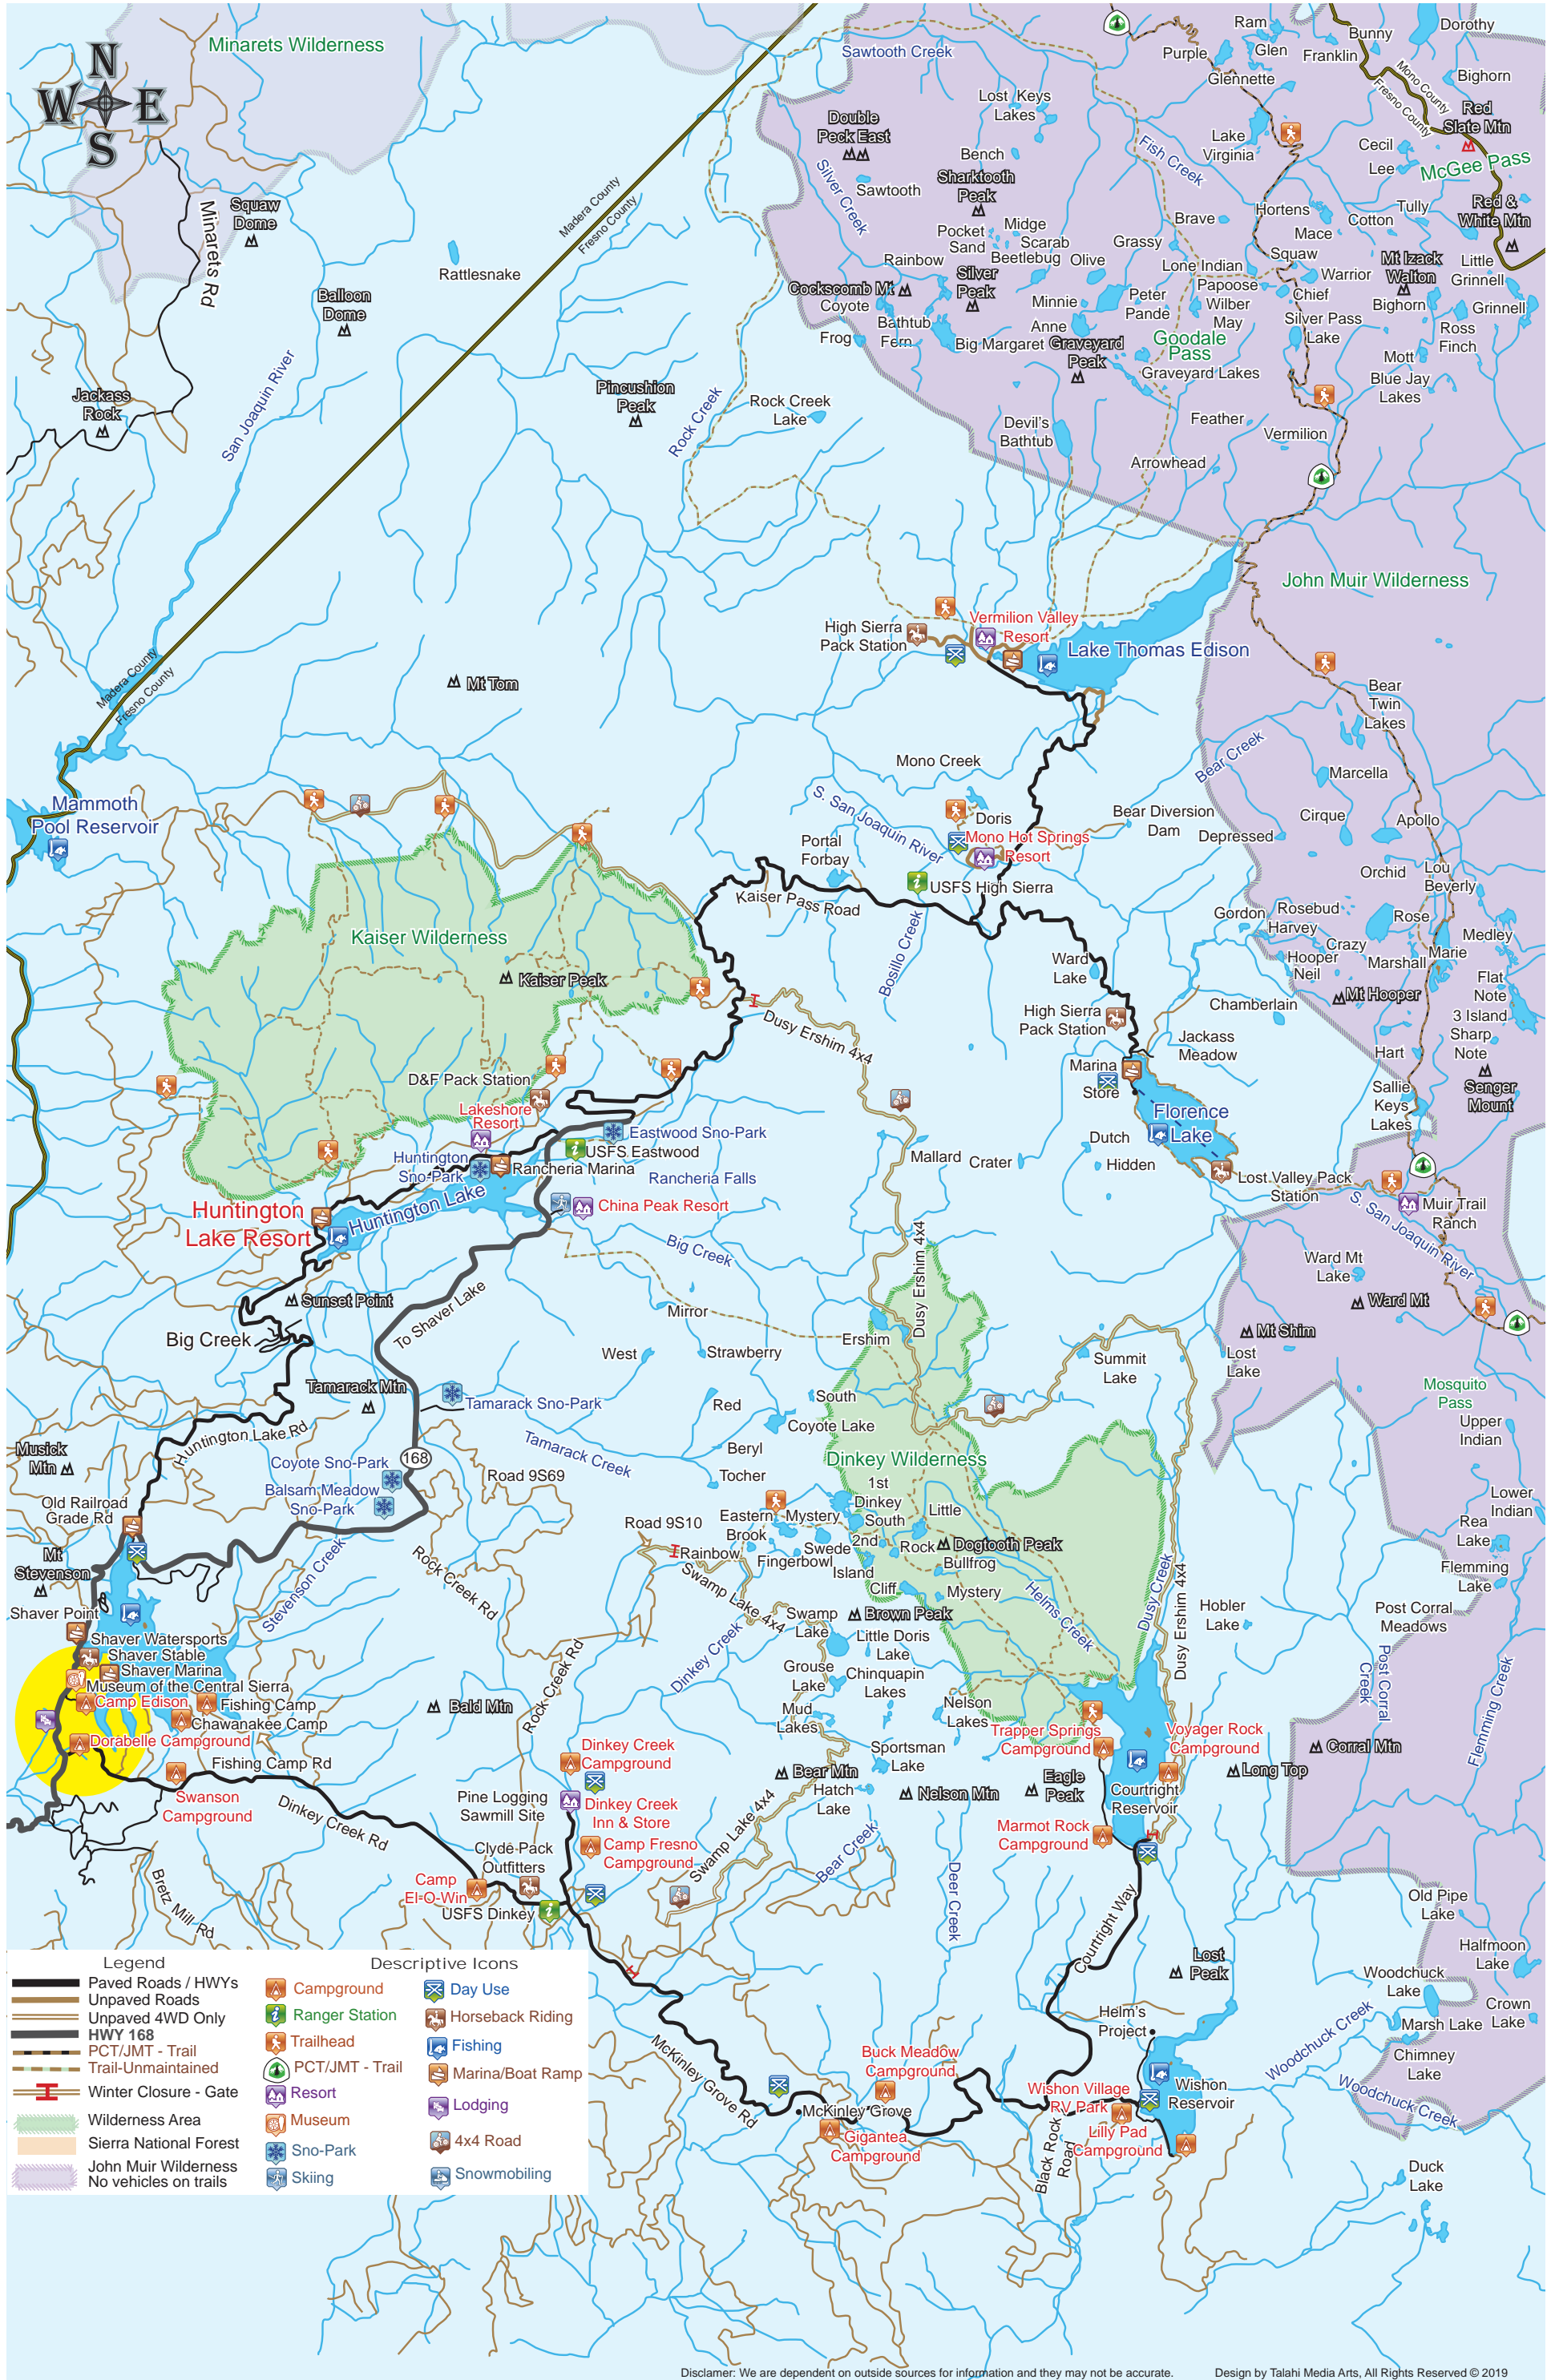 N
W E
S
Minarets Wilderness
Minarets Rd
Squaw
Dome
Balloon
Dome
Rattlesnake
Jackass
Rock
San Joaquin River
Madera County
Fresno County
Pincushion
Peak
Rock Creek
Rock Creek
Lake
Sawtooth Creek
Double
Peck East
Silver Creek
Lost Keys
Lakes
Bench
Sawtooth
Sharktooth
Peak
Pocket
Sand
Midge
Scarab
Beetlebug
Olive
Rainbow
Silver
Peak
Cockscomb Mt
Coyote
Bathtub
Frog
Fern
Big Margaret
Minnie
Anne
Graveyard
Peak
Peter
Pande
Goodale
Pass
Graveyard Lakes
Grassy
Brave
Lone Indian
Papoose
Wilber
May
Fish Creek
Purple
Ram
Glen
Glennette
Franklin
Bunny
Dorothy
Mono County
Fresno County
Bighorn
Red
Slate Mtn
Lake
Virginia
Cecil
Lee
McGee Pass
Hortens
Mace
Squaw
Cotton
Tully
Red &
White Mtn
Warrior
Chief
Mt Izack
Walton
Little
Grinnell
Bighorn
Grinnell
Silver Pass
Lake
Ross
Finch
Mott
Blue Jay
Lakes
Feather
Vermilion
Devil's
Bathtub
Arrowhead
John Muir Wilderness
High Sierra
Pack Station
Vermilion Valley
Resort
Lake Thomas Edison
Madera County
Fresno County
Mt Tom
Mammoth
Pool Reservoir
Bear
Twin
Lakes
Bear Creek
Mono Creek
Marcella
S. San Joaquin River
Doris
Bear Diversion
Dam
Mono Hot Springs
Resort
Portal
Forbay
Cirque
Apollo
Depressed
USFS High Sierra
Kaiser Pass Road
Orchid
Lou
Beverly
Kaiser Wilderness
Kaiser Peak
Bosillo Creek
Gordon
Rosebud
Harvey
Rose
Medley
Crazy
Marie
Hooper
Neil
Marshall
Flat
Note
Mt Hooper
Ward
Lake
Chamberlain
3 Island
Sharp
Note
High Sierra
Pack Station
Dusy Ershim 4x4
Jackass
Meadow
Hart
Senger
Mount
Marina
Store
Sallie
Keys
Lakes
Florence
Lake
D&F Pack Station
Lakeshore
Resort
Eastwood Sno-Park
USFS Eastwood
Huntington
Sno-Park
Rancheria Marina
Rancheria Falls
Dutch
Hidden
Mallard
Crater
Lost Valley Pack
Station
Huntington
Lake Resort
Huntington Lake
China Peak Resort
Muir Trail
Ranch
S. San Joaquin River
Big Creek
Dusy Ershim 4x4
Ward Mt
Lake
Ward Mt
Sunset Point
To Shaver Lake
Mirror
Ershim
Mt Shim
Big Creek
West
Strawberry
Summit
Lake
Lost
Lake
Tamarack Mtn
Tamarack Sno-Park
Red
South
Coyote Lake
Mosquito
Pass
Upper
Indian
Huntington Lake Rd
168
Tamarack Creek
Beryl
Dinkey Wilderness
Musick
Mtn
Coyote Sno-Park
Balsam Meadow
Sno-Park
Road 9S69
Tocher
1st
Dinkey
South
Little
Lower
Indian
Old Railroad
Grade Rd
Road 9S10
Eastern
Brook
Mystery
Swede
2nd
Rock
Dogtooth Peak
Rea
Lake
Mt
Stevenson
Rainbow
Fingerbowl
Island
Bullfrog
Flemming
Lake
Stevenson Creek
Rock Creek Rd
Swamp Lake 4x4
Cliff
Mystery
Helms Creek
Dusy Creek
Dusy Ershim 4x4
Shaver Point
Swamp
Lake
Brown Peak
Hobler
Lake
Post Corral
Meadows
Shaver Watersports
Shaver Stable
Shaver Marina
Museum of the Central Sierra
Little Doris
Lake
Dinkey Creek
Grouse
Lake
Chinquapin
Lakes
Post Corral
Creek
Flemming Creek
Camp Edison
Fishing Camp
Chawanakee Camp
Bald Mtn
Rock Creek Rd
Mud
Lakes
Nelson
Lakes
Dorabelle Campground
Trapper Springs
Campground
Voyager Rock
Campground
Dinkey Creek
Campground
Sportsman
Lake
Corral Mtn
Fishing Camp Rd
Bear Mtn
Hatch
Lake
Nelson Mtn
Eagle
Peak
Courtright
Reservoir
Long Top
Swanson
Campground
Dinkey Creek Rd
Pine Logging
Sawmill Site
Dinkey Creek
Inn & Store
Marmot Rock
Campground
Clyde Pack
Outfitters
Camp Fresno
Campground
Swamp Lake 4x4
Bear Creek
Camp
El-O-Win
USFS Dinkey
Bretz Mill Rd
Deer Creek
Courtright Way
Old Pipe
Lake
Lost
Peak
Halfmoon
Lake
Woodchuck
Lake
Crown
Lake
Helm's
Project
Marsh Lake
McKinley Grove Rd
Buck Meadow
Campground
Woodchuck Creek
Chimney
Lake
Wishon Village
RV Park
Wishon
Reservoir
Woodchuck Creek
McKinley Grove
Gigantea
Campground
Lilly Pad
Campground
Black Rock
Road
Duck
Lake
Legend
Paved Roads / HWYs
Unpaved Roads
Unpaved 4WD Only
HWY 168
PCT/JMT - Trail
Trail-Unmaintained
Winter Closure - Gate
Wilderness Area
Sierra National Forest
John Muir Wilderness
No vehicles on trails
Descriptive Icons
Campground
Ranger Station
Trailhead
PCT/JMT - Trail
Resort
Museum
Sno-Park
Skiing
Day Use
Horseback Riding
Fishing
Marina/Boat Ramp
Lodging
4x4 Road
Snowmobiling
Disclamer: We are dependent on outside sources for information and they may not be accurate.
Design by Talahi Media Arts, All Rights Reserved © 2019